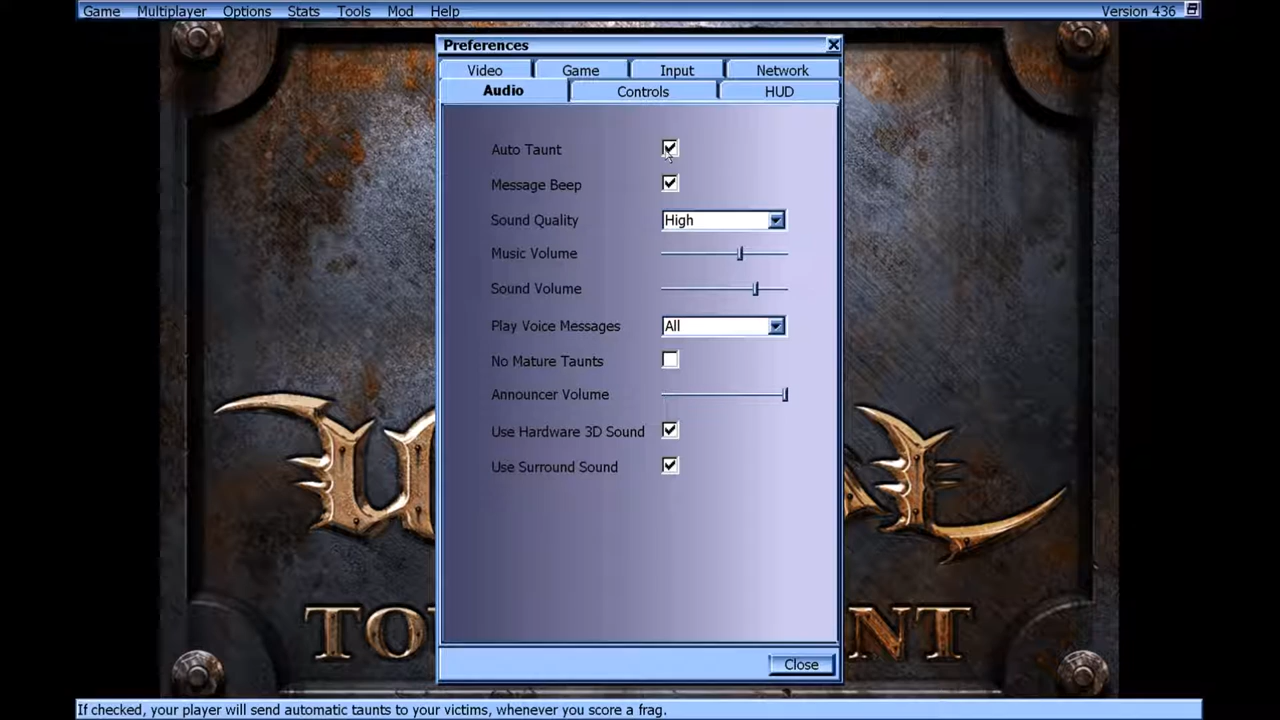 Game Multiplayer Options Stats Tools Mod Help Version 436
Preferences
Video Game Input Network
Audio Controls HUD
Auto Taunt
Message Beep
Sound Quality High
Music Volume
Sound Volume
Play Voice Messages All
No Mature Taunts
Announcer Volume
Use Hardware 3D Sound
Use Surround Sound
U AL
TO NT
Close
If checked, your player will send automatic taunts to your victims, whenever you score a frag.